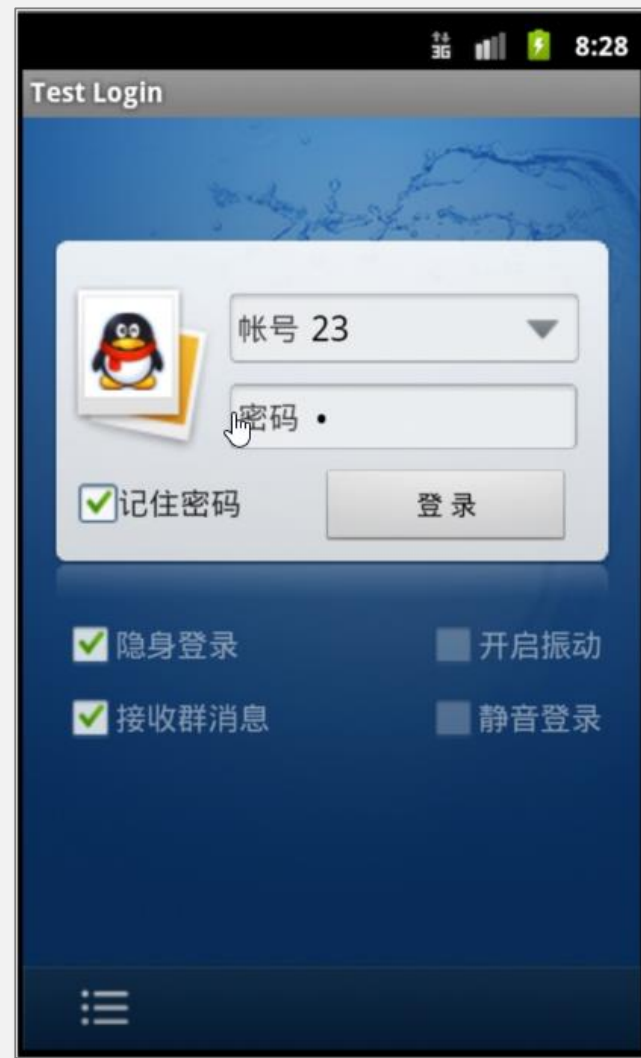 3G 8:28
Test Login
帐号 23
密码 •
记住密码 登 录
隐身登录 开启振动
接收群消息 静音登录